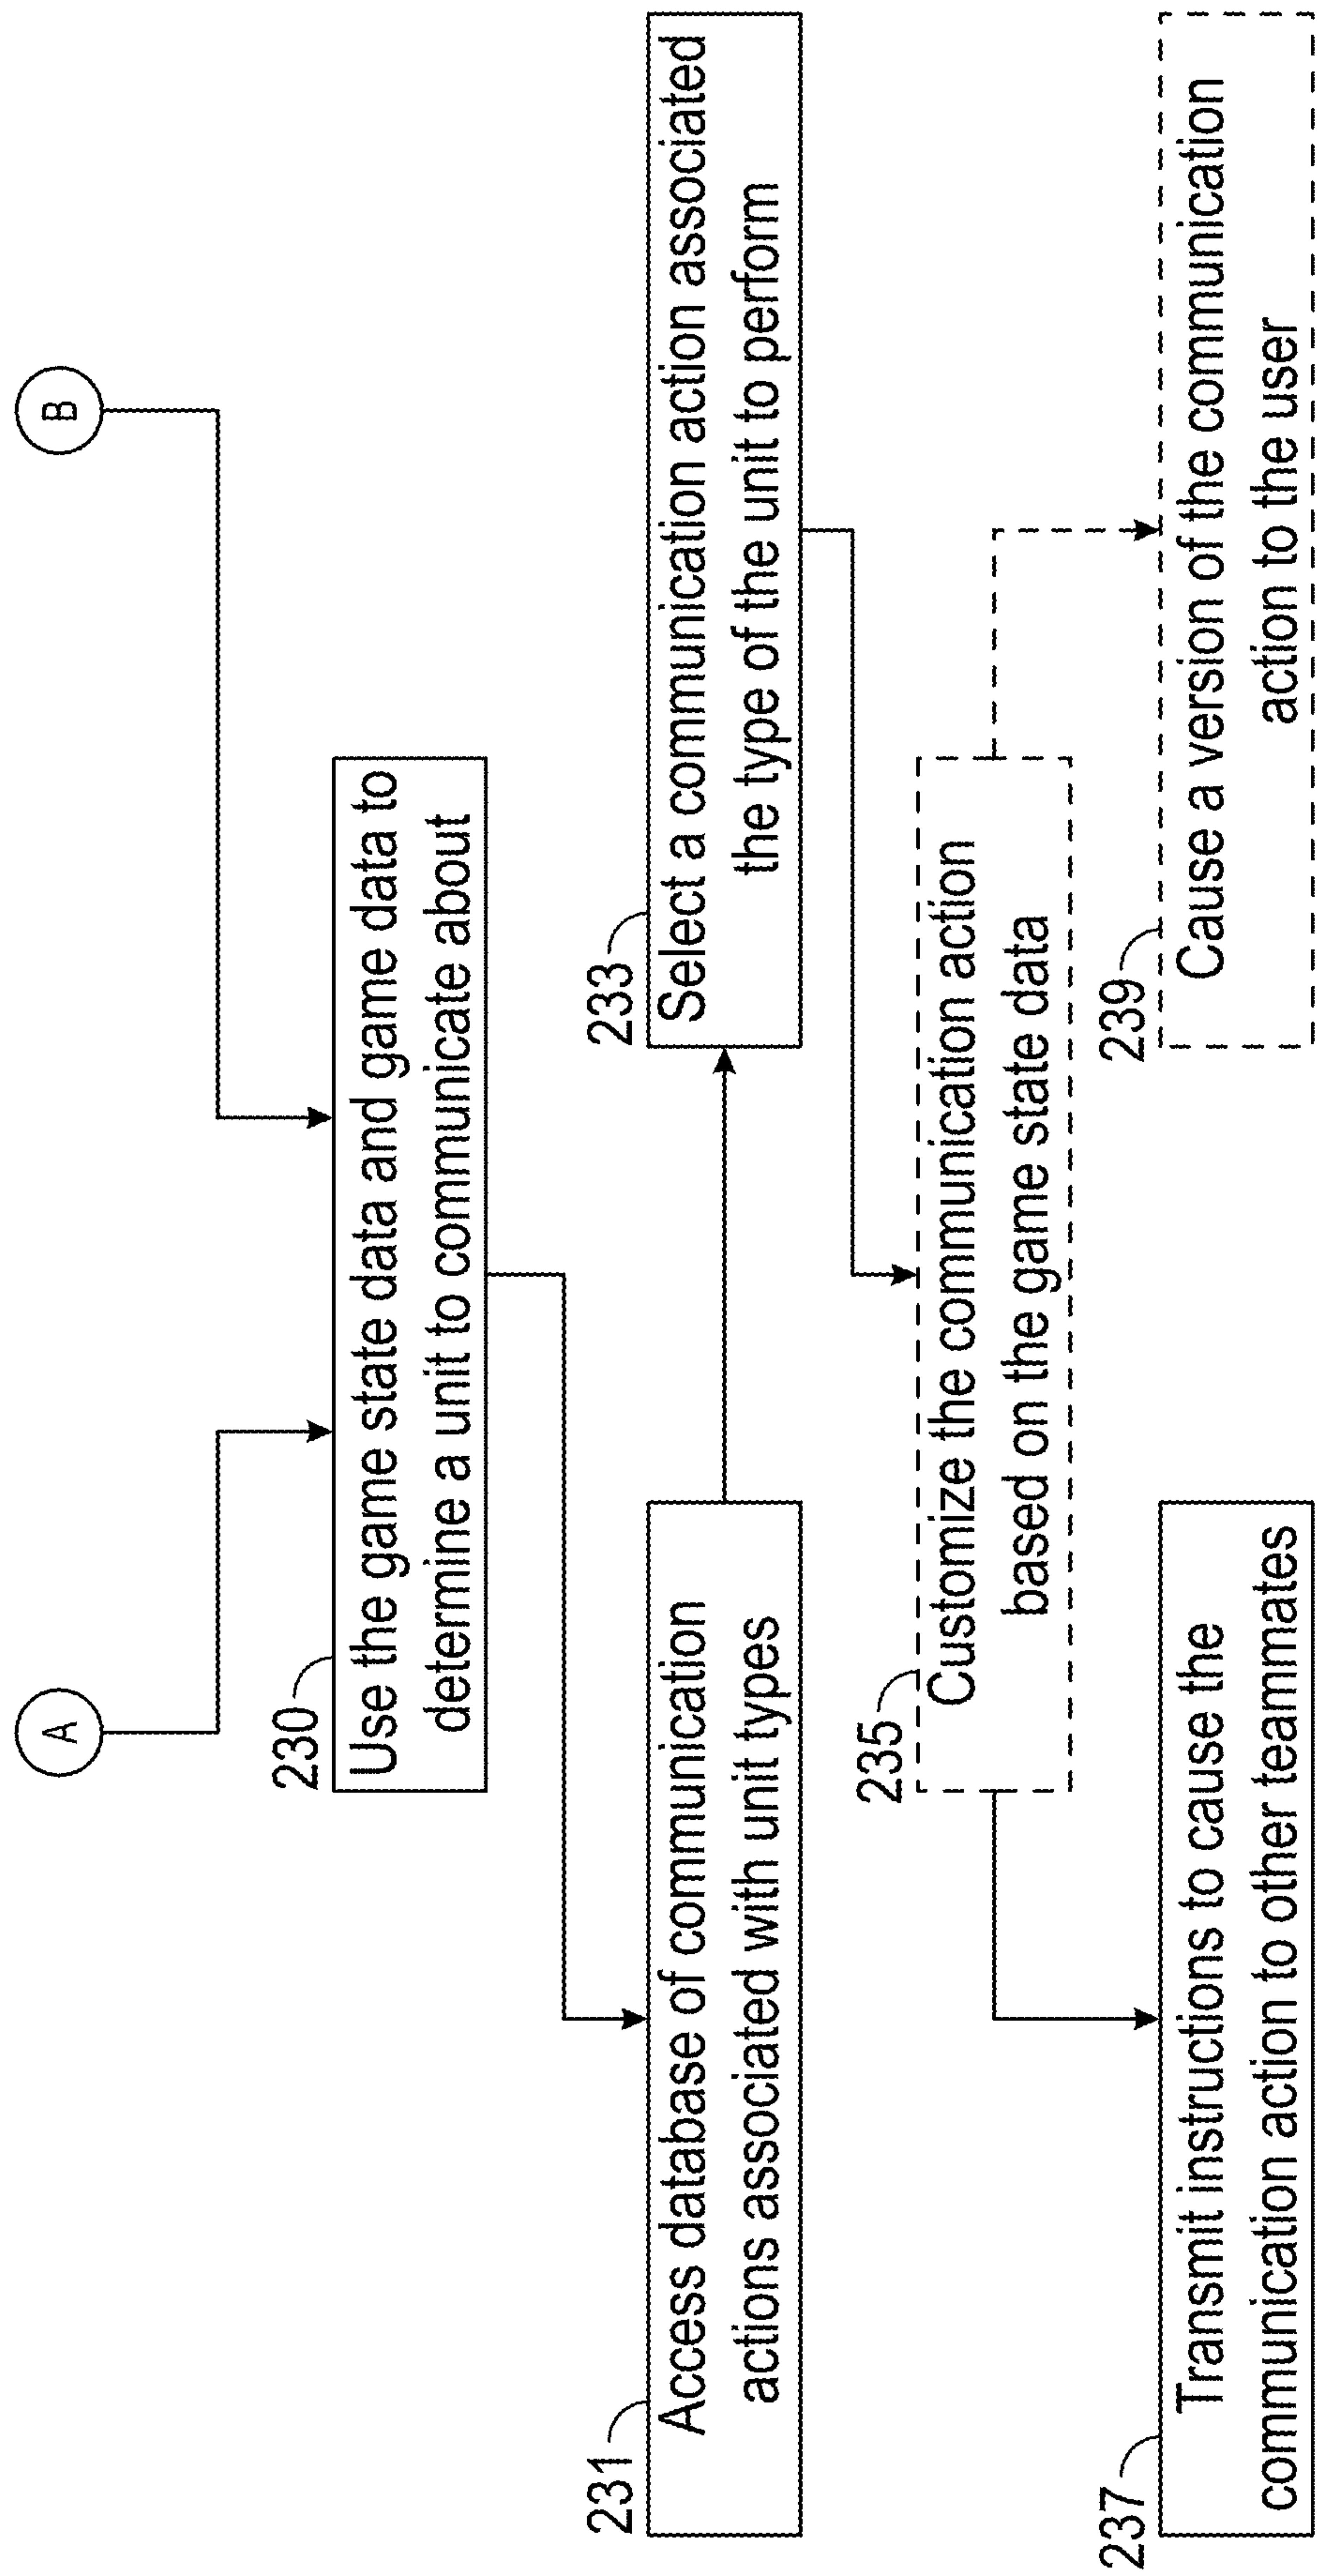 A
B
230
Use the game state data and game data to
determine a unit to communicate about
231
Access database of communication
actions associated with unit types
233
Select a communication action associated
the type of the unit to perform
235
Customize the communication action
based on the game state data
237
Transmit instructions to cause the
communication action to other teammates
239
Cause a version of the communication
action to the user